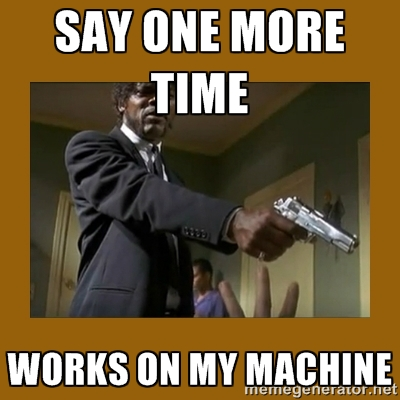 SAY ONE MORE
TIME
WORKS ON MY MACHINE
memegenerator.net